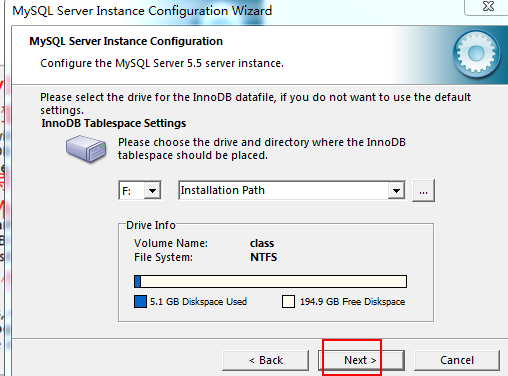 MySQL Server Instance Configuration Wizard
MySQL Server Instance Configuration
Configure the MySQL Server 5.5 server instance.
Please select the drive for the InnoDB datafile, if you do not want to use the default
settings.
InnoDB Tablespace Settings
Please choose the drive and directory where the InnoDB
tablespace should be placed.
F:
Installation Path
...
Drive Info
Volume Name: class
File System: NTFS
5.1 GB Diskspace Used
194.9 GB Free Diskspace
< Back
Next >
Cancel